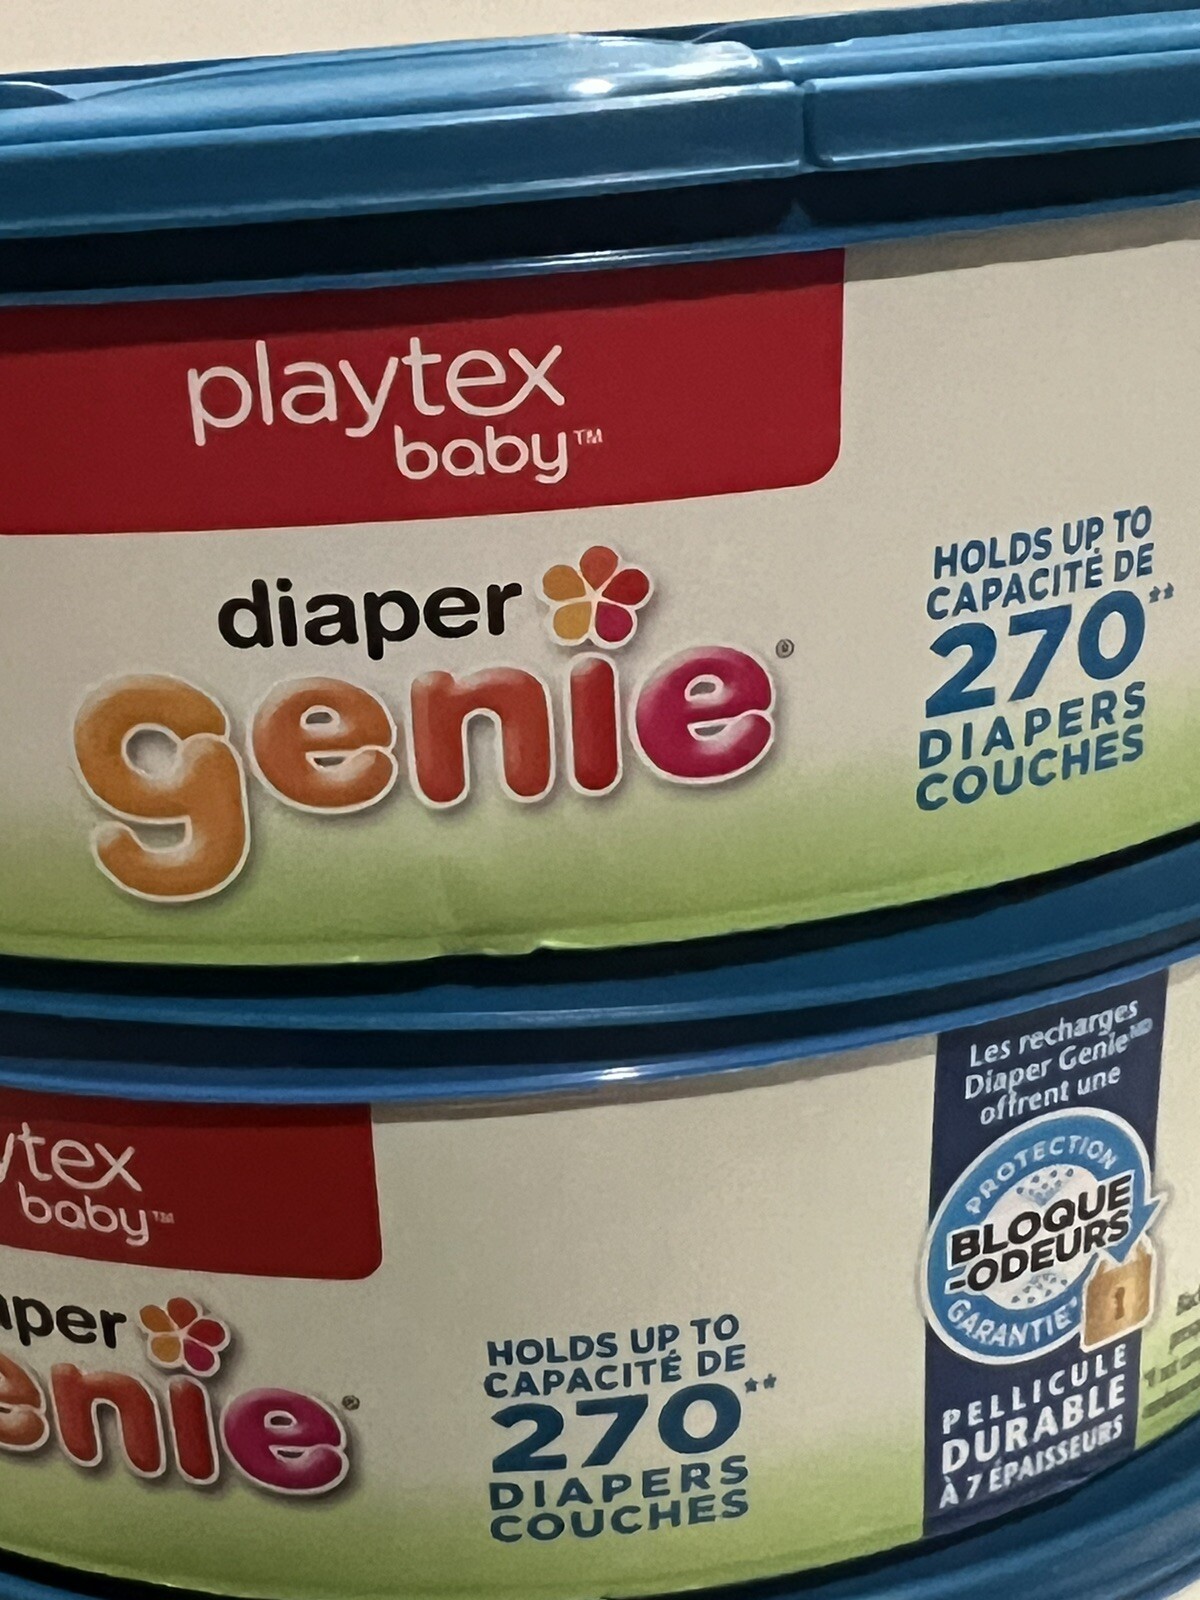 playtex
baby™
diaper
genie®
HOLDS UP TO
CAPACITÉ DE
270**
DIAPERS
COUCHES
ytex
baby™
aper
enie®
HOLDS UP TO
CAPACITÉ DE
270**
DIAPERS
COUCHES
Les recharges
Diaper Genie
offrent une
PROTECTION
BLOQUE
-ODEURS
GARANTIE*
PELLICULE
DURABLE
À 7 ÉPAISSEURS